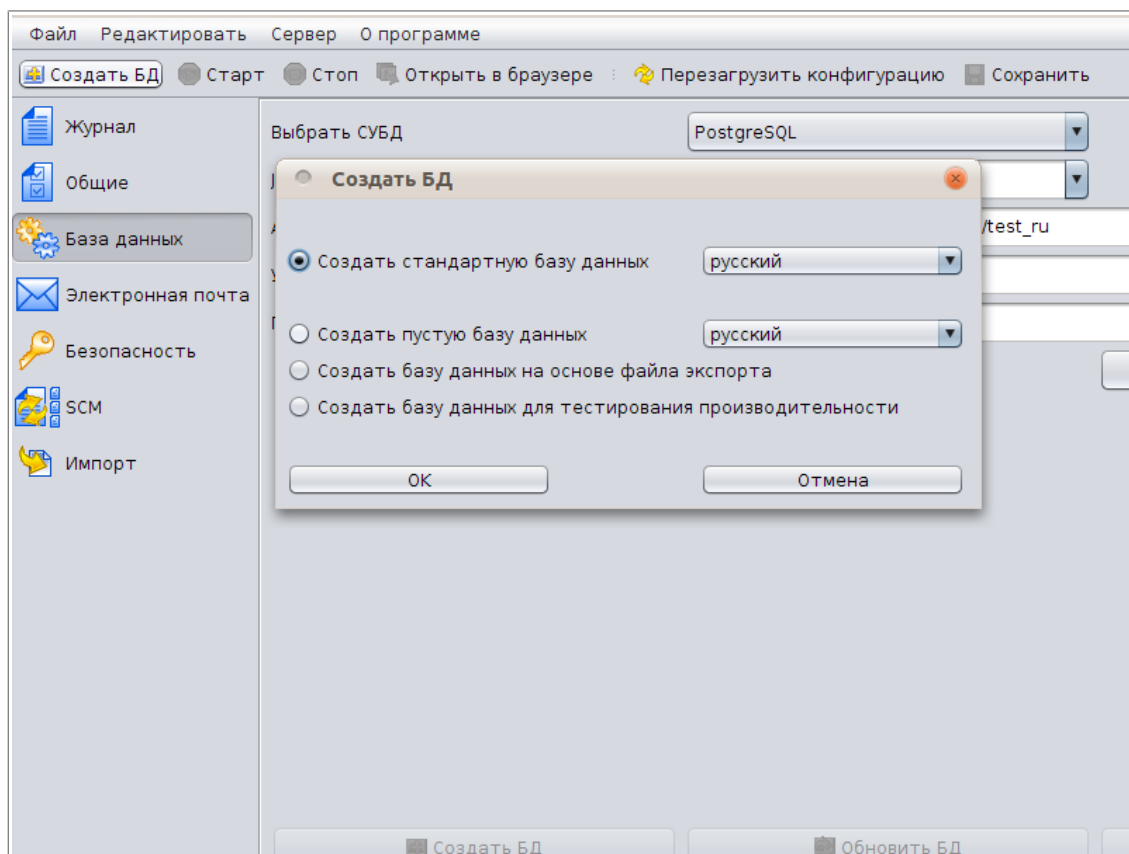 Файл Редактировать Сервер О программе
Создать БД Старт Стоп Открыть в браузере Перезагрузить конфигурацию Сохранить
Журнал
Общие
База данных
Электронная почта
Безопасность
SCM
Импорт
Выбрать СУБД PostgreSQL
/test_ru
Создать БД
Создать стандартную базу данных русский
Создать пустую базу данных русский
Создать базу данных на основе файла экспорта
Создать базу данных для тестирования производительности
OK Отмена
Создать БД Обновить БД